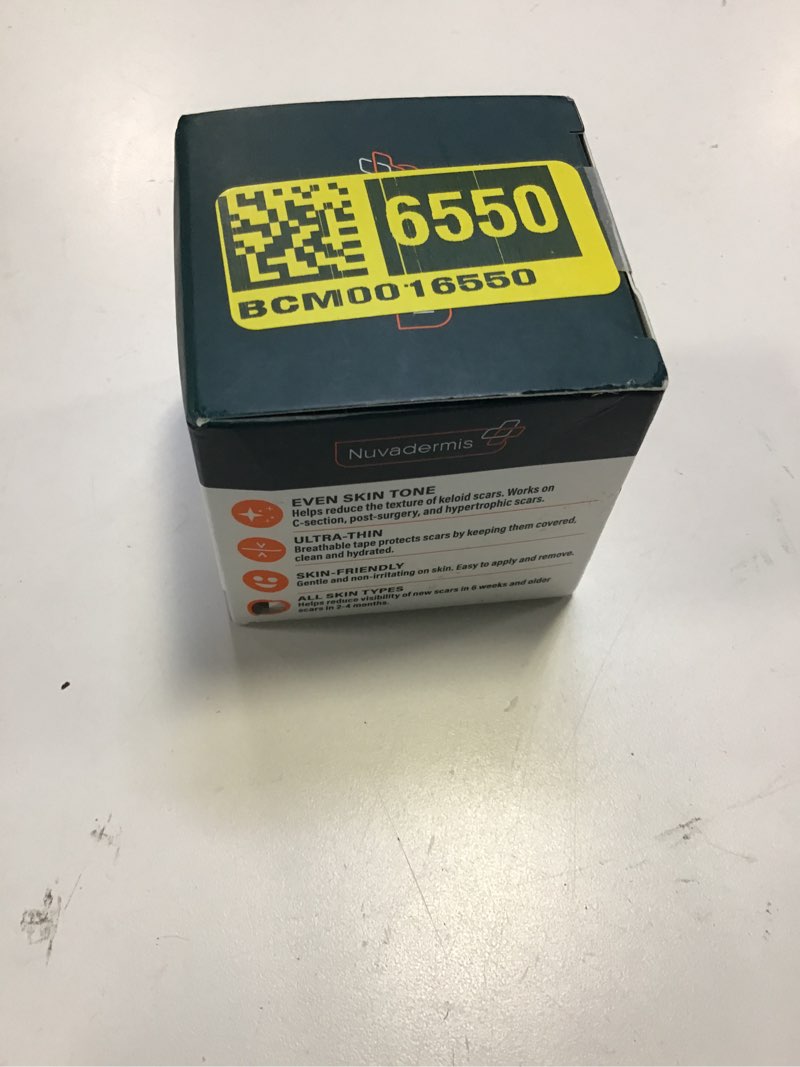 6550
BCM0016550
Nuvadermis
EVEN SKIN TONE
Helps reduce the texture of keloid scars. Works on
C-section, post-surgery, and hypertrophic scars.
ULTRA-THIN
Breathable tape protects scars by keeping them covered,
clean and hydrated.
SKIN-FRIENDLY
Gentle and non-irritating on skin. Easy to apply and remove.
ALL SKIN TYPES
Helps reduce visibility of new scars in 6 weeks and older
scars in 2-4 months.